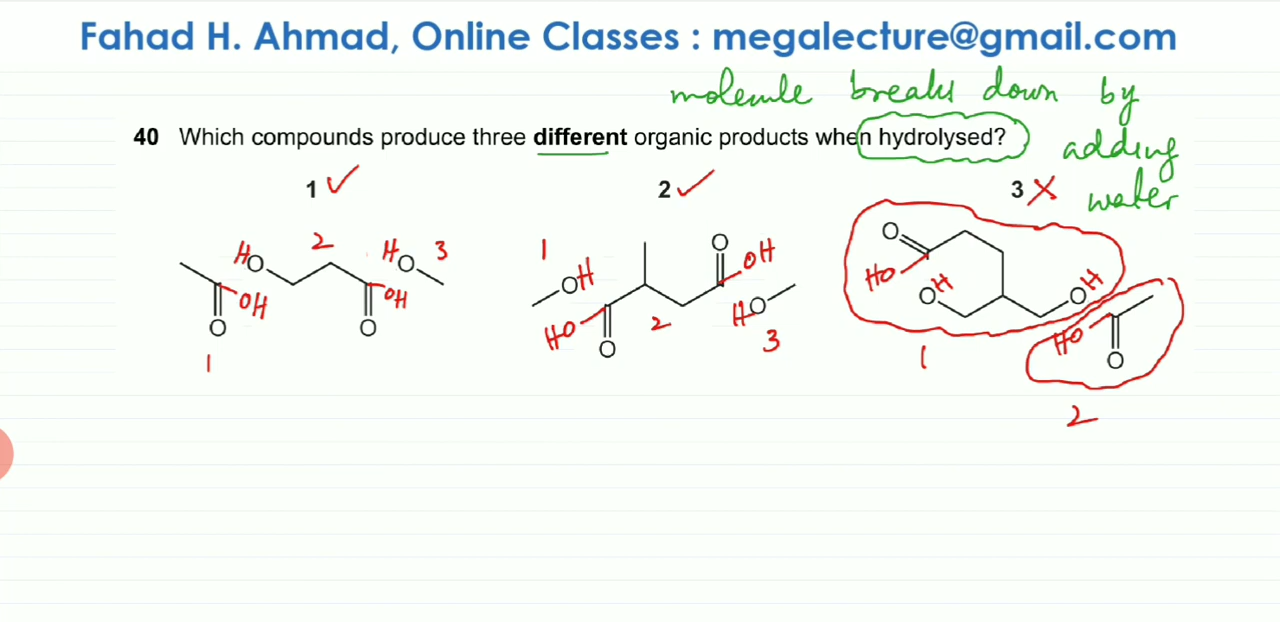 Fahad H. Ahmad, Online Classes : megalecture@gmail.com
molecule breaks down by
40 Which compounds produce three different organic products when hydrolysed?
adding
water
1 2 3
HO 2 HO 3
OH OH
O O
1
1 OH O OH
HO 2 HO
O 3
O
HO OH OH
HO
1 O
2